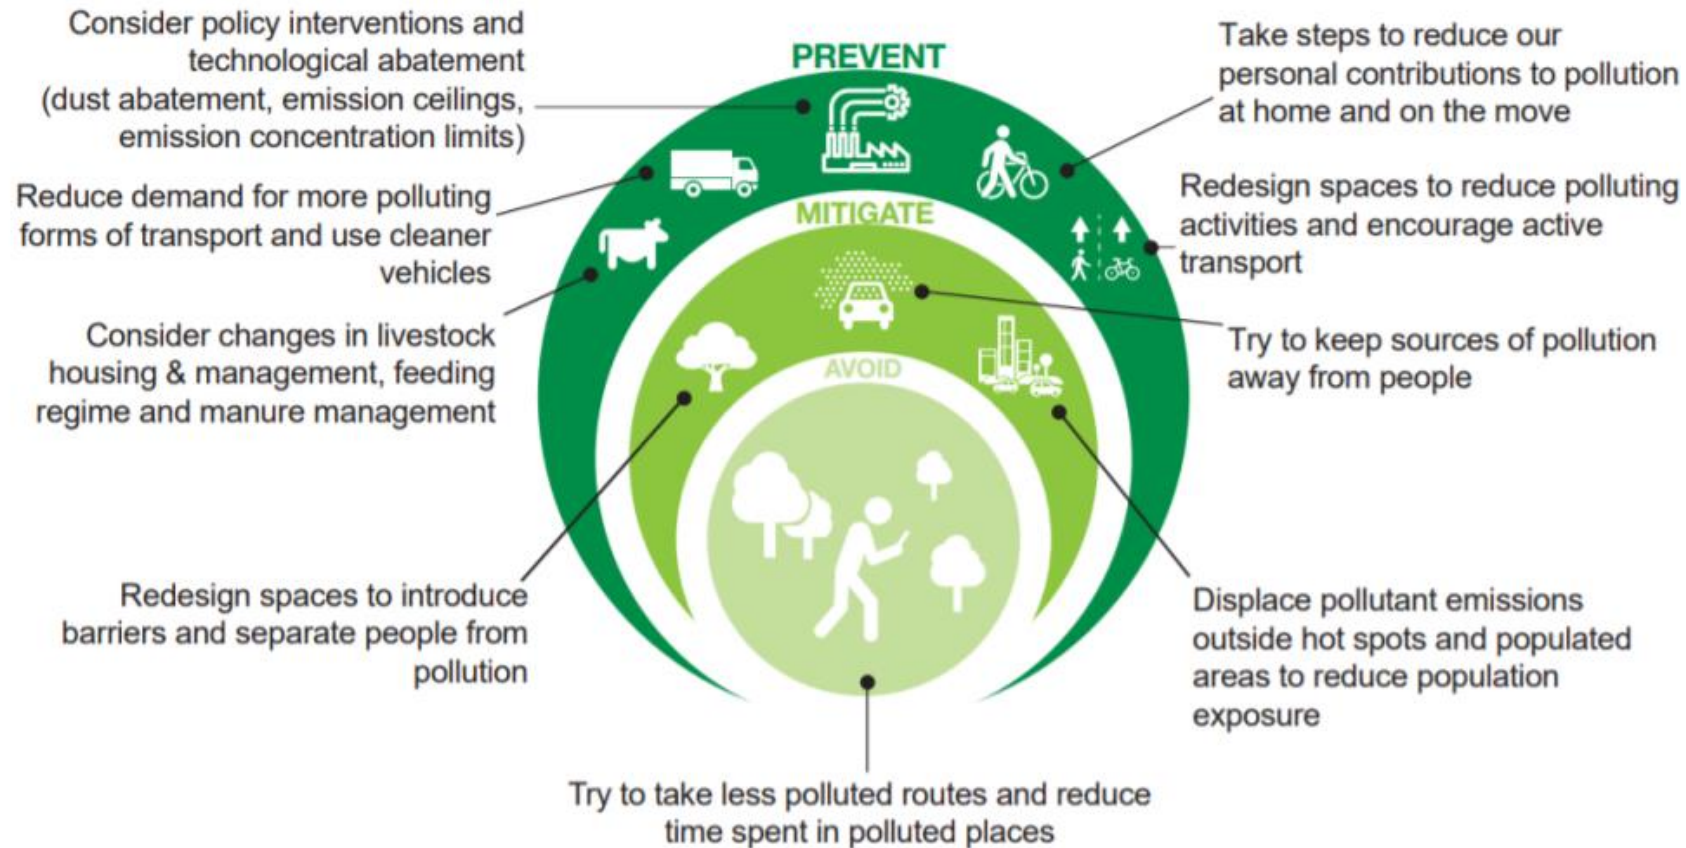 Consider policy interventions and
technological abatement
(dust abatement, emission ceilings,
emission concentration limits)
Reduce demand for more polluting
forms of transport and use cleaner
vehicles
Consider changes in livestock
housing & management, feeding
regime and manure management
Redesign spaces to introduce
barriers and separate people from
pollution
PREVENT
MITIGATE
AVOID
Take steps to reduce our
personal contributions to pollution
at home and on the move
Redesign spaces to reduce polluting
activities and encourage active
transport
Try to keep sources of pollution
away from people
Displace pollutant emissions
outside hot spots and populated
areas to reduce population
exposure
Try to take less polluted routes and reduce
time spent in polluted places